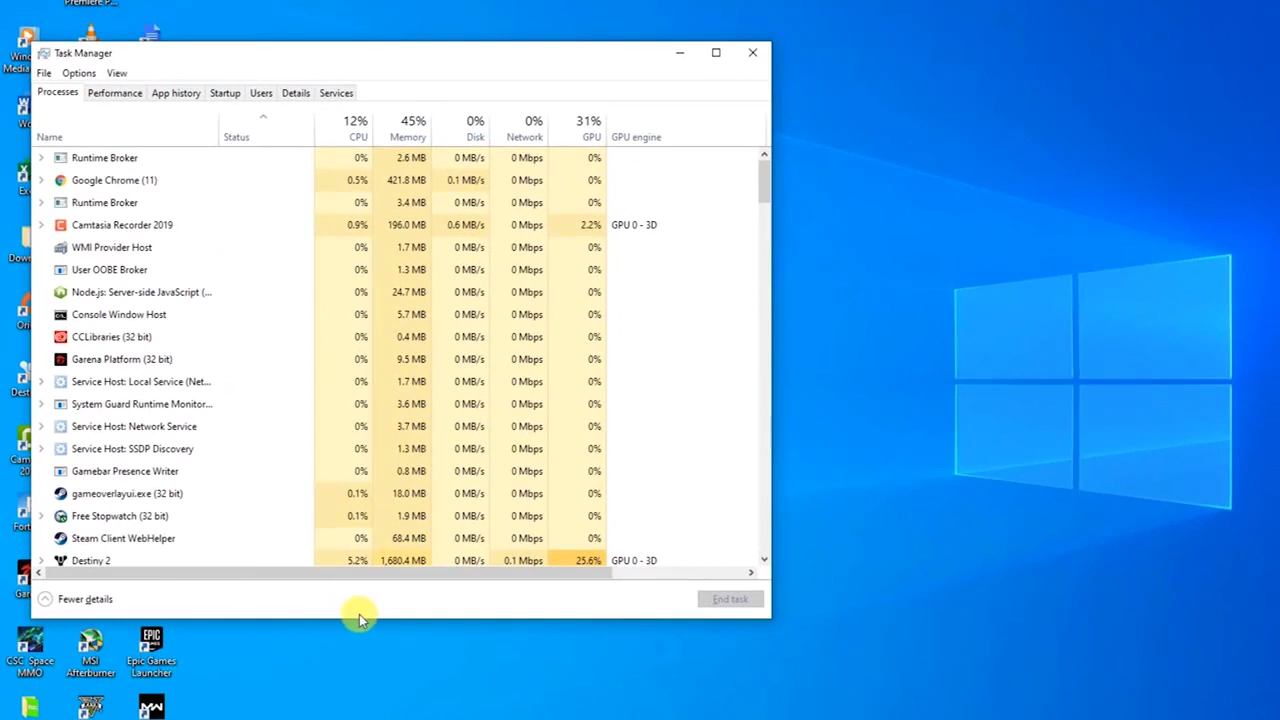 Premiere P...
Task Manager
File Options View
Processes Performance App history Startup Users Details Services
12% 45% 0% 0% 31%
Name Status CPU Memory Disk Network GPU GPU engine
Runtime Broker 0% 2.6 MB 0 MB/s 0 Mbps 0%
Google Chrome (11) 0.5% 421.8 MB 0.1 MB/s 0 Mbps 0%
Runtime Broker 0% 3.4 MB 0 MB/s 0 Mbps 0%
Camtasia Recorder 2019 0.9% 196.0 MB 0.6 MB/s 0 Mbps 2.2% GPU 0 - 3D
WMI Provider Host 0% 1.7 MB 0 MB/s 0 Mbps 0%
User OOBE Broker 0% 1.3 MB 0 MB/s 0 Mbps 0%
Node.js: Server-side JavaScript (... 0% 24.7 MB 0 MB/s 0 Mbps 0%
Console Window Host 0% 5.7 MB 0 MB/s 0 Mbps 0%
CCLibraries (32 bit) 0% 0.4 MB 0 MB/s 0 Mbps 0%
Garena Platform (32 bit) 0% 9.5 MB 0 MB/s 0 Mbps 0%
Service Host: Local Service (Net... 0% 1.7 MB 0 MB/s 0 Mbps 0%
System Guard Runtime Monitor... 0% 3.6 MB 0 MB/s 0 Mbps 0%
Service Host: Network Service 0% 3.7 MB 0 MB/s 0 Mbps 0%
Service Host: SSDP Discovery 0% 1.3 MB 0 MB/s 0 Mbps 0%
Gamebar Presence Writer 0% 0.8 MB 0 MB/s 0 Mbps 0%
gameoverlayui.exe (32 bit) 0.1% 18.0 MB 0 MB/s 0 Mbps 0%
Free Stopwatch (32 bit) 0.1% 1.9 MB 0 MB/s 0 Mbps 0%
Steam Client WebHelper 0% 68.4 MB 0 MB/s 0 Mbps 0%
Destiny 2 5.2% 1,680.4 MB 0 MB/s 0.1 Mbps 25.6% GPU 0 - 3D
Fewer details End task
CSC_Space MSI Epic Games
MMO Afterburner Launcher